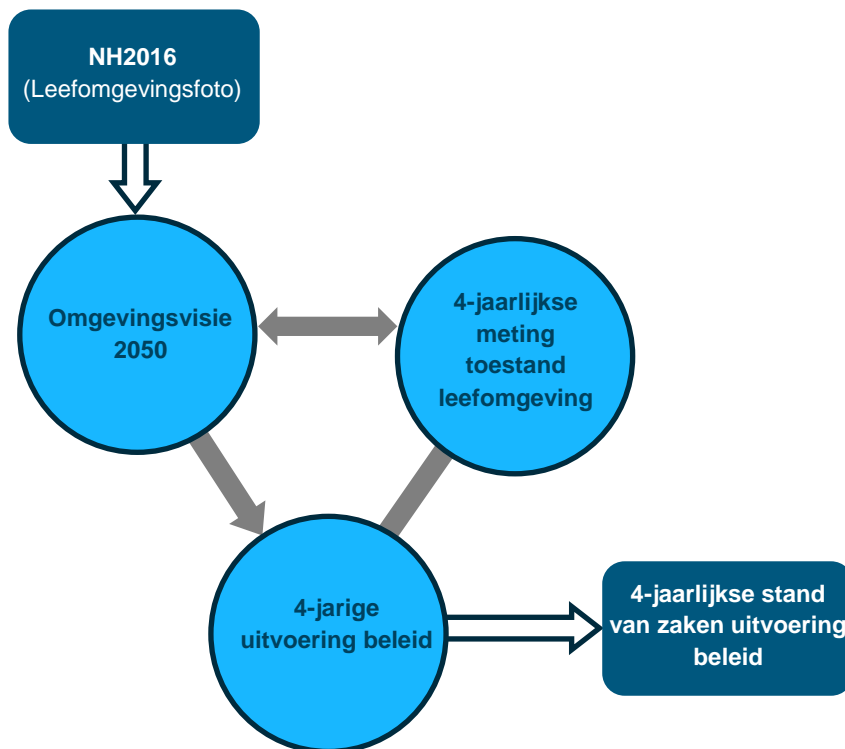 NH2016
(Leefomgevingsfoto)
Omgevingsvisie
2050
4-jaarlijkse
meting
toestand
leefomgeving
4-jarige
uitvoering beleid
4-jaarlijkse stand
van zaken uitvoering
beleid